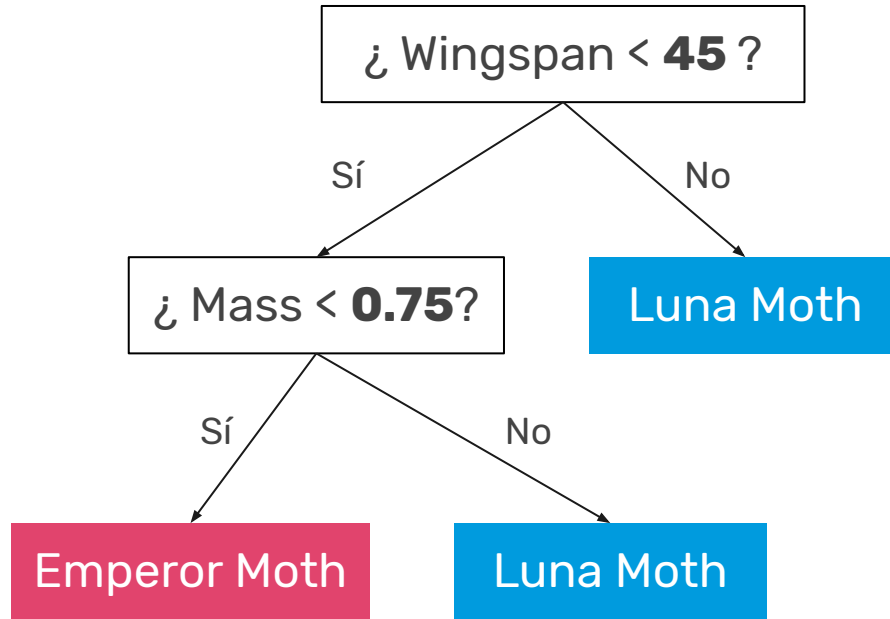 ¿ Wingspan < 45 ?
Sí
No
¿ Mass < 0.75?
Luna Moth
Sí
No
Emperor Moth
Luna Moth